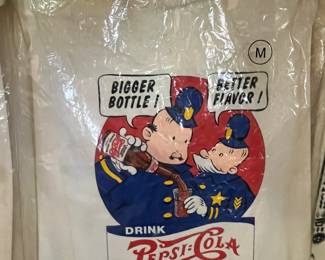 M
BIGGER
BOTTLE!
BETTER
FLAVOR!
DRINK
PEPSI:COLA